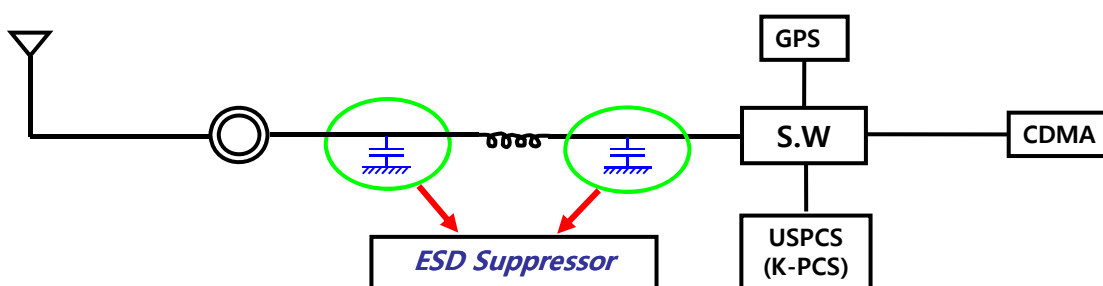 GPS
S.W
CDMA
ESD Suppressor
USPCS
(K-PCS)